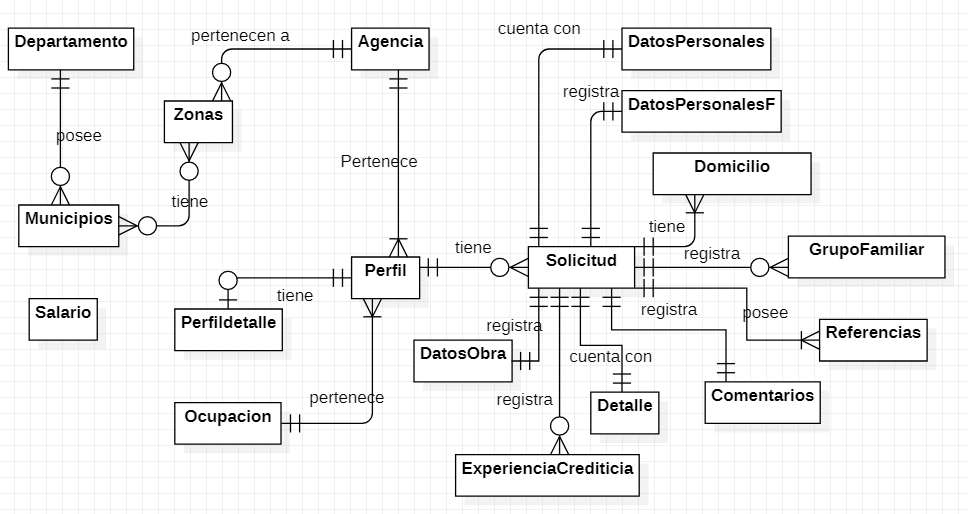 cuenta con
pertenecen a
Departamento
Agencia
DatosPersonales
registra
DatosPersonalesF
Zonas
posee
Pertenece
Domicilio
tiene
Municipios
tiene
tiene
registra
GrupoFamiliar
Solicitud
Perfil
tiene
Salario
Perfildetalle
registra
registra
posee
Referencias
DatosObra
cuenta con
pertenece
registra
Detalle
Comentarios
Ocupacion
ExperienciaCrediticia